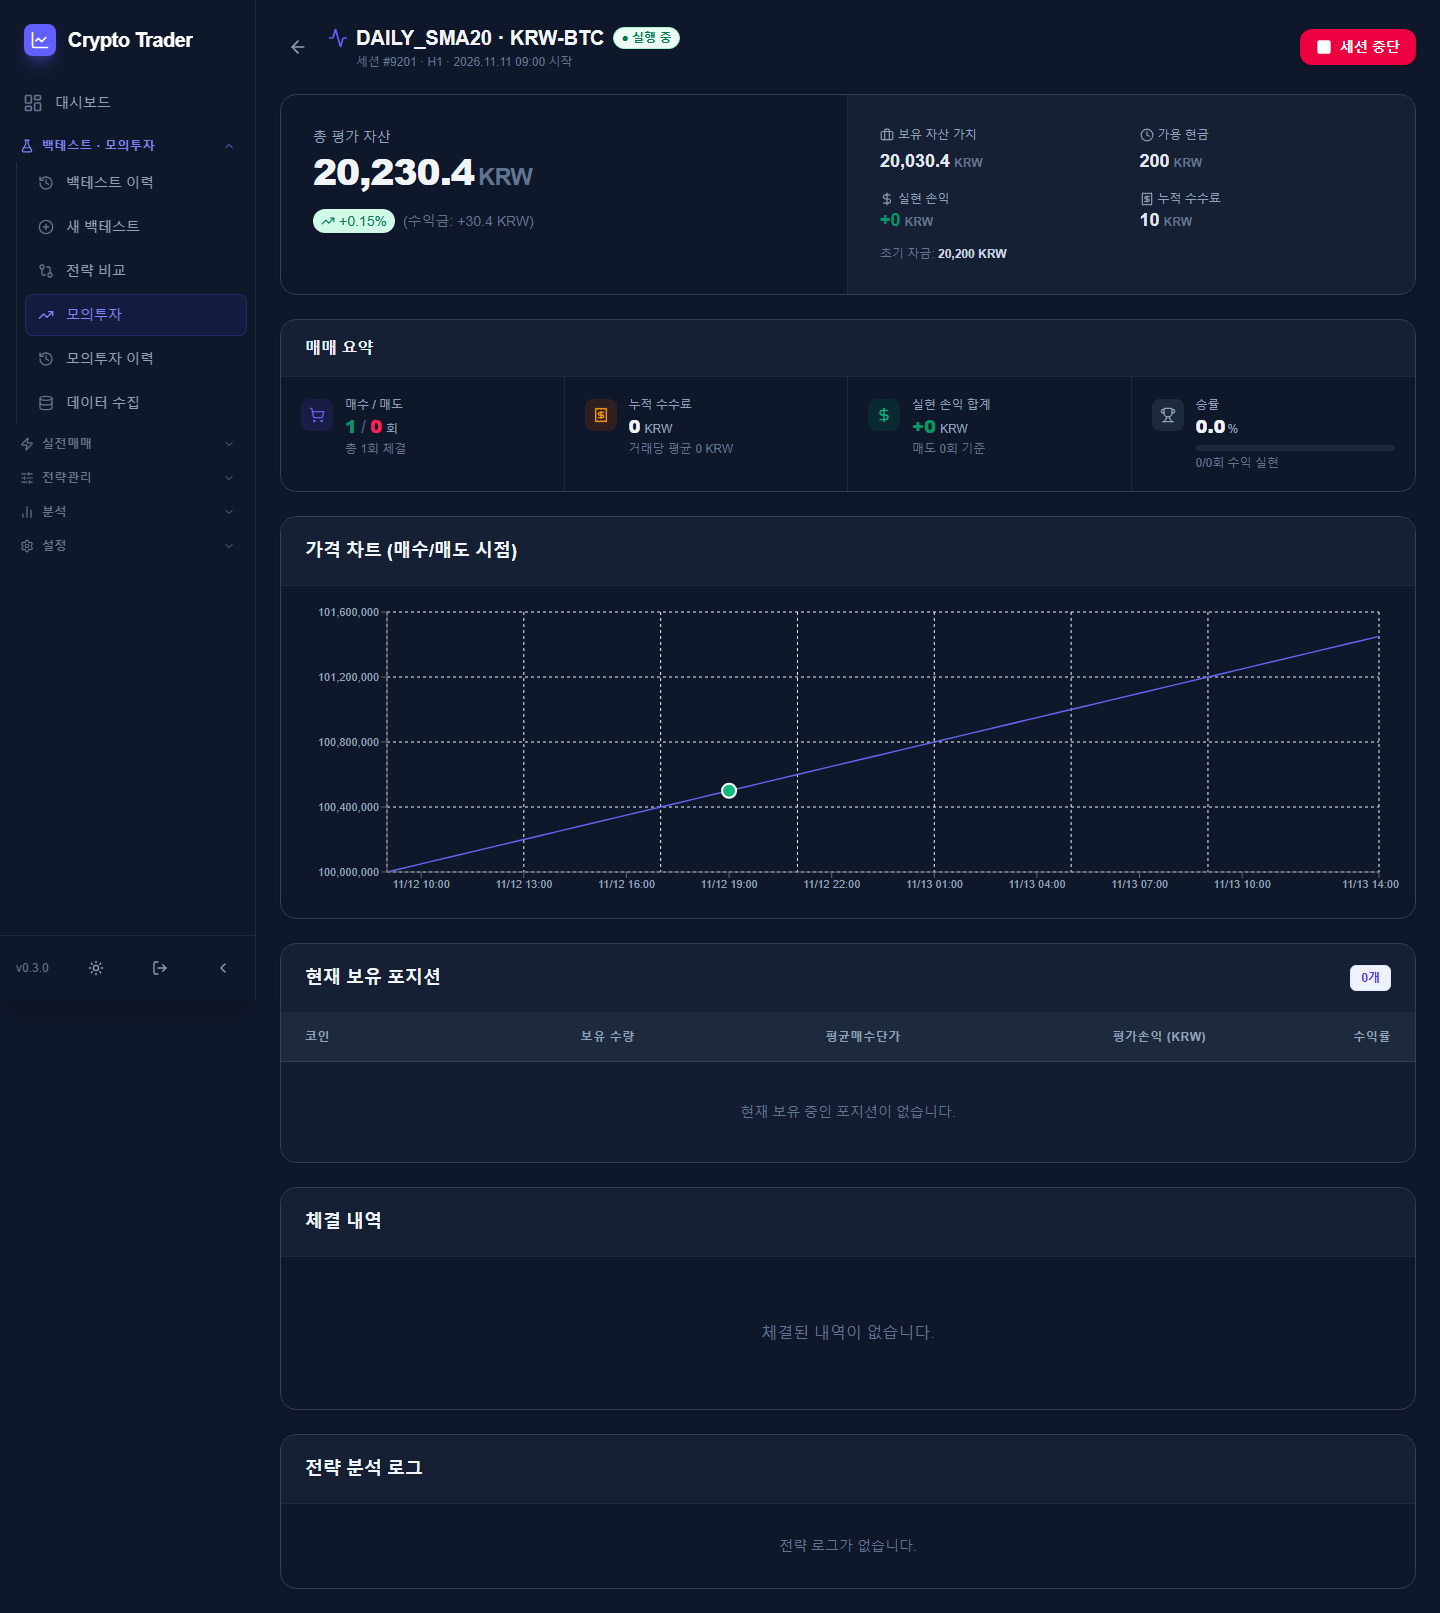 Crypto Trader
대시보드
백테스트 · 모의투자
백테스트 이력
새 백테스트
전략 비교
모의투자
모의투자 이력
데이터 수집
실전매매
전략관리
분석
설정
v0.3.0
DAILY_SMA20 · KRW-BTC
● 실행 중
세션 #9201 · H1 · 2026.11.11 09:00 시작
세션 중단
총 평가 자산
20,230.4 KRW
+0.15% (수익금: +30.4 KRW)
보유 자산 가치
20,030.4 KRW
가용 현금
200 KRW
실현 손익
+0 KRW
누적 수수료
10 KRW
초기 자금: 20,200 KRW
매매 요약
매수 / 매도
1 / 0 회
총 1회 체결
누적 수수료
0 KRW
거래당 평균 0 KRW
실현 손익 합계
+0 KRW
매도 0회 기준
승률
0.0 %
0/0회 수익 실현
가격 차트 (매수/매도 시점)
101,600,000
101,200,000
100,800,000
100,400,000
100,000,000
11/12 10:00 11/12 13:00 11/12 16:00 11/12 19:00 11/12 22:00 11/13 01:00 11/13 04:00 11/13 07:00 11/13 10:00 11/13 14:00
현재 보유 포지션
0개
코인 보유 수량 평균매수단가 평가손익 (KRW) 수익률
현재 보유 중인 포지션이 없습니다.
체결 내역
체결된 내역이 없습니다.
전략 분석 로그
전략 로그가 없습니다.